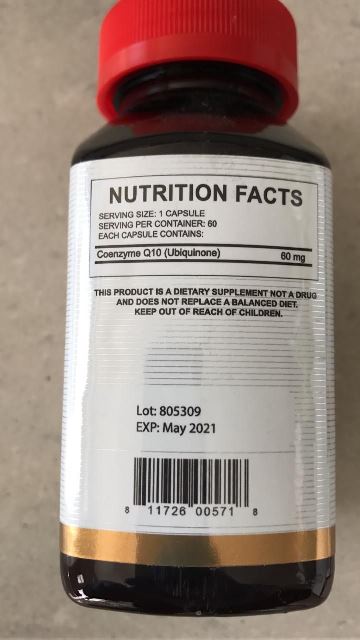 NUTRITION FACTS
SERVING SIZE: 1 CAPSULE
SERVING PER CONTAINER: 60
EACH CAPSULE CONTAINS:
Coenzyme Q10 (Ubiquinone) 60 mg
THIS PRODUCT IS A DIETARY SUPPLEMENT NOT A DRUG
AND DOES NOT REPLACE A BALANCED DIET.
KEEP OUT OF REACH OF CHILDREN.
Lot: 805309
EXP: May 2021
8 11726 00571 8